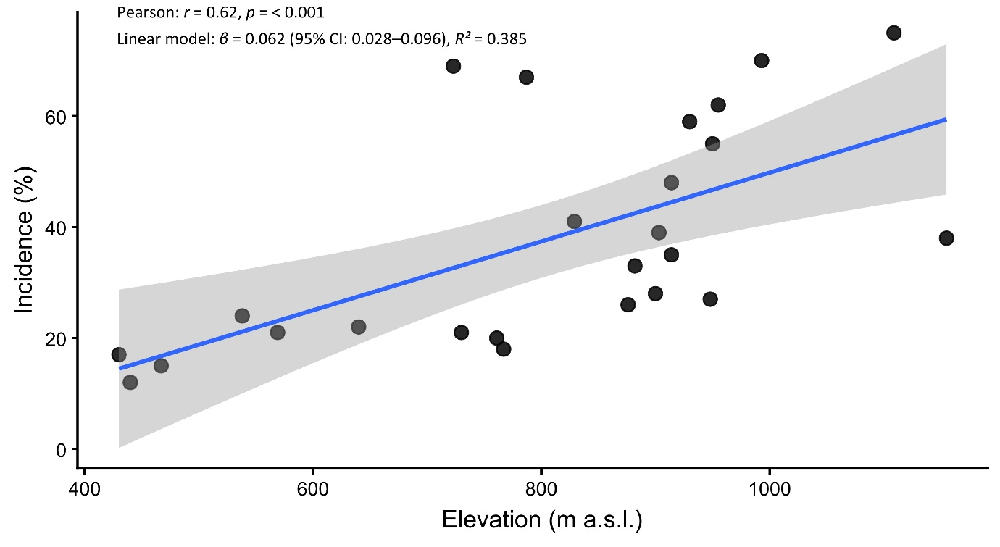 Pearson: r = 0.62, p = < 0.001
Linear model: β = 0.062 (95% CI: 0.028–0.096), R² = 0.385
60
40
20
0
400 600 800 1000
Incidence (%)
Elevation (m a.s.l.)